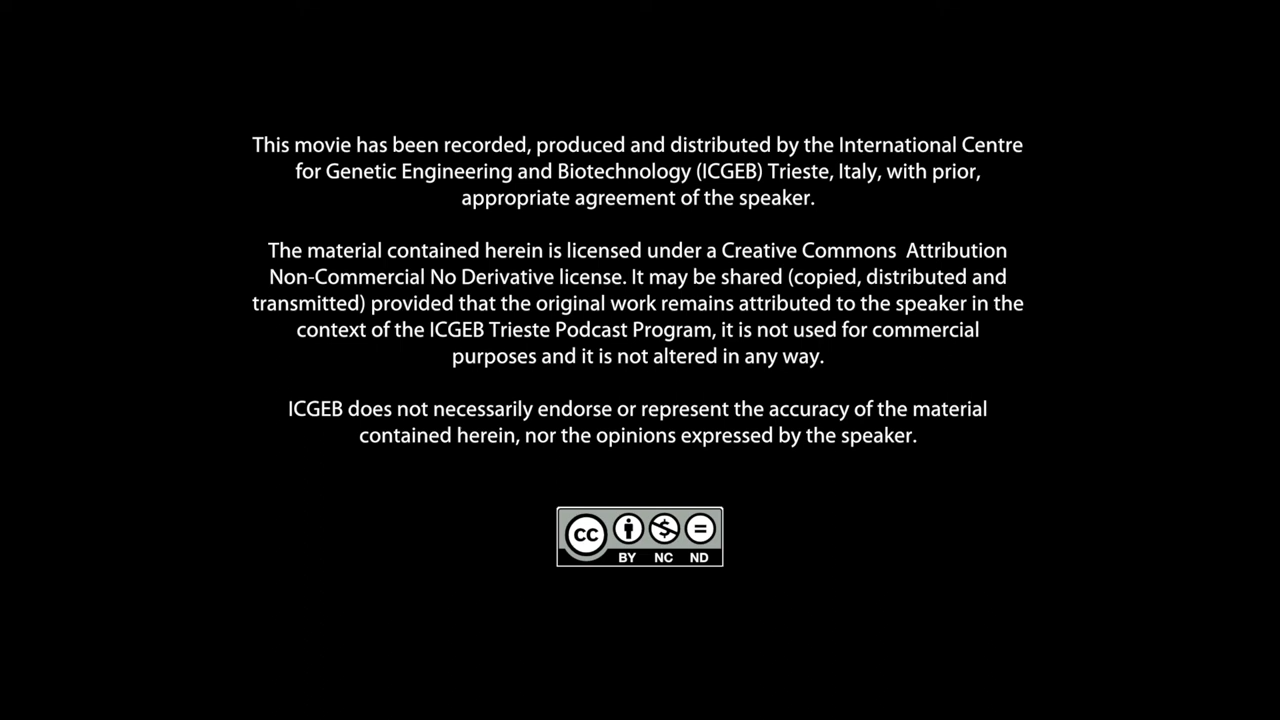 This movie has been recorded, produced and distributed by the International Centre
for Genetic Engineering and Biotechnology (ICGEB) Trieste, Italy, with prior,
appropriate agreement of the speaker.
The material contained herein is licensed under a Creative Commons  Attribution
Non-Commercial No Derivative license. It may be shared (copied, distributed and
transmitted) provided that the original work remains attributed to the speaker in the
context of the ICGEB Trieste Podcast Program, it is not used for commercial
purposes and it is not altered in any way.
ICGEB does not necessarily endorse or represent the accuracy of the material
contained herein, nor the opinions expressed by the speaker.
CC $ =
BY NC ND